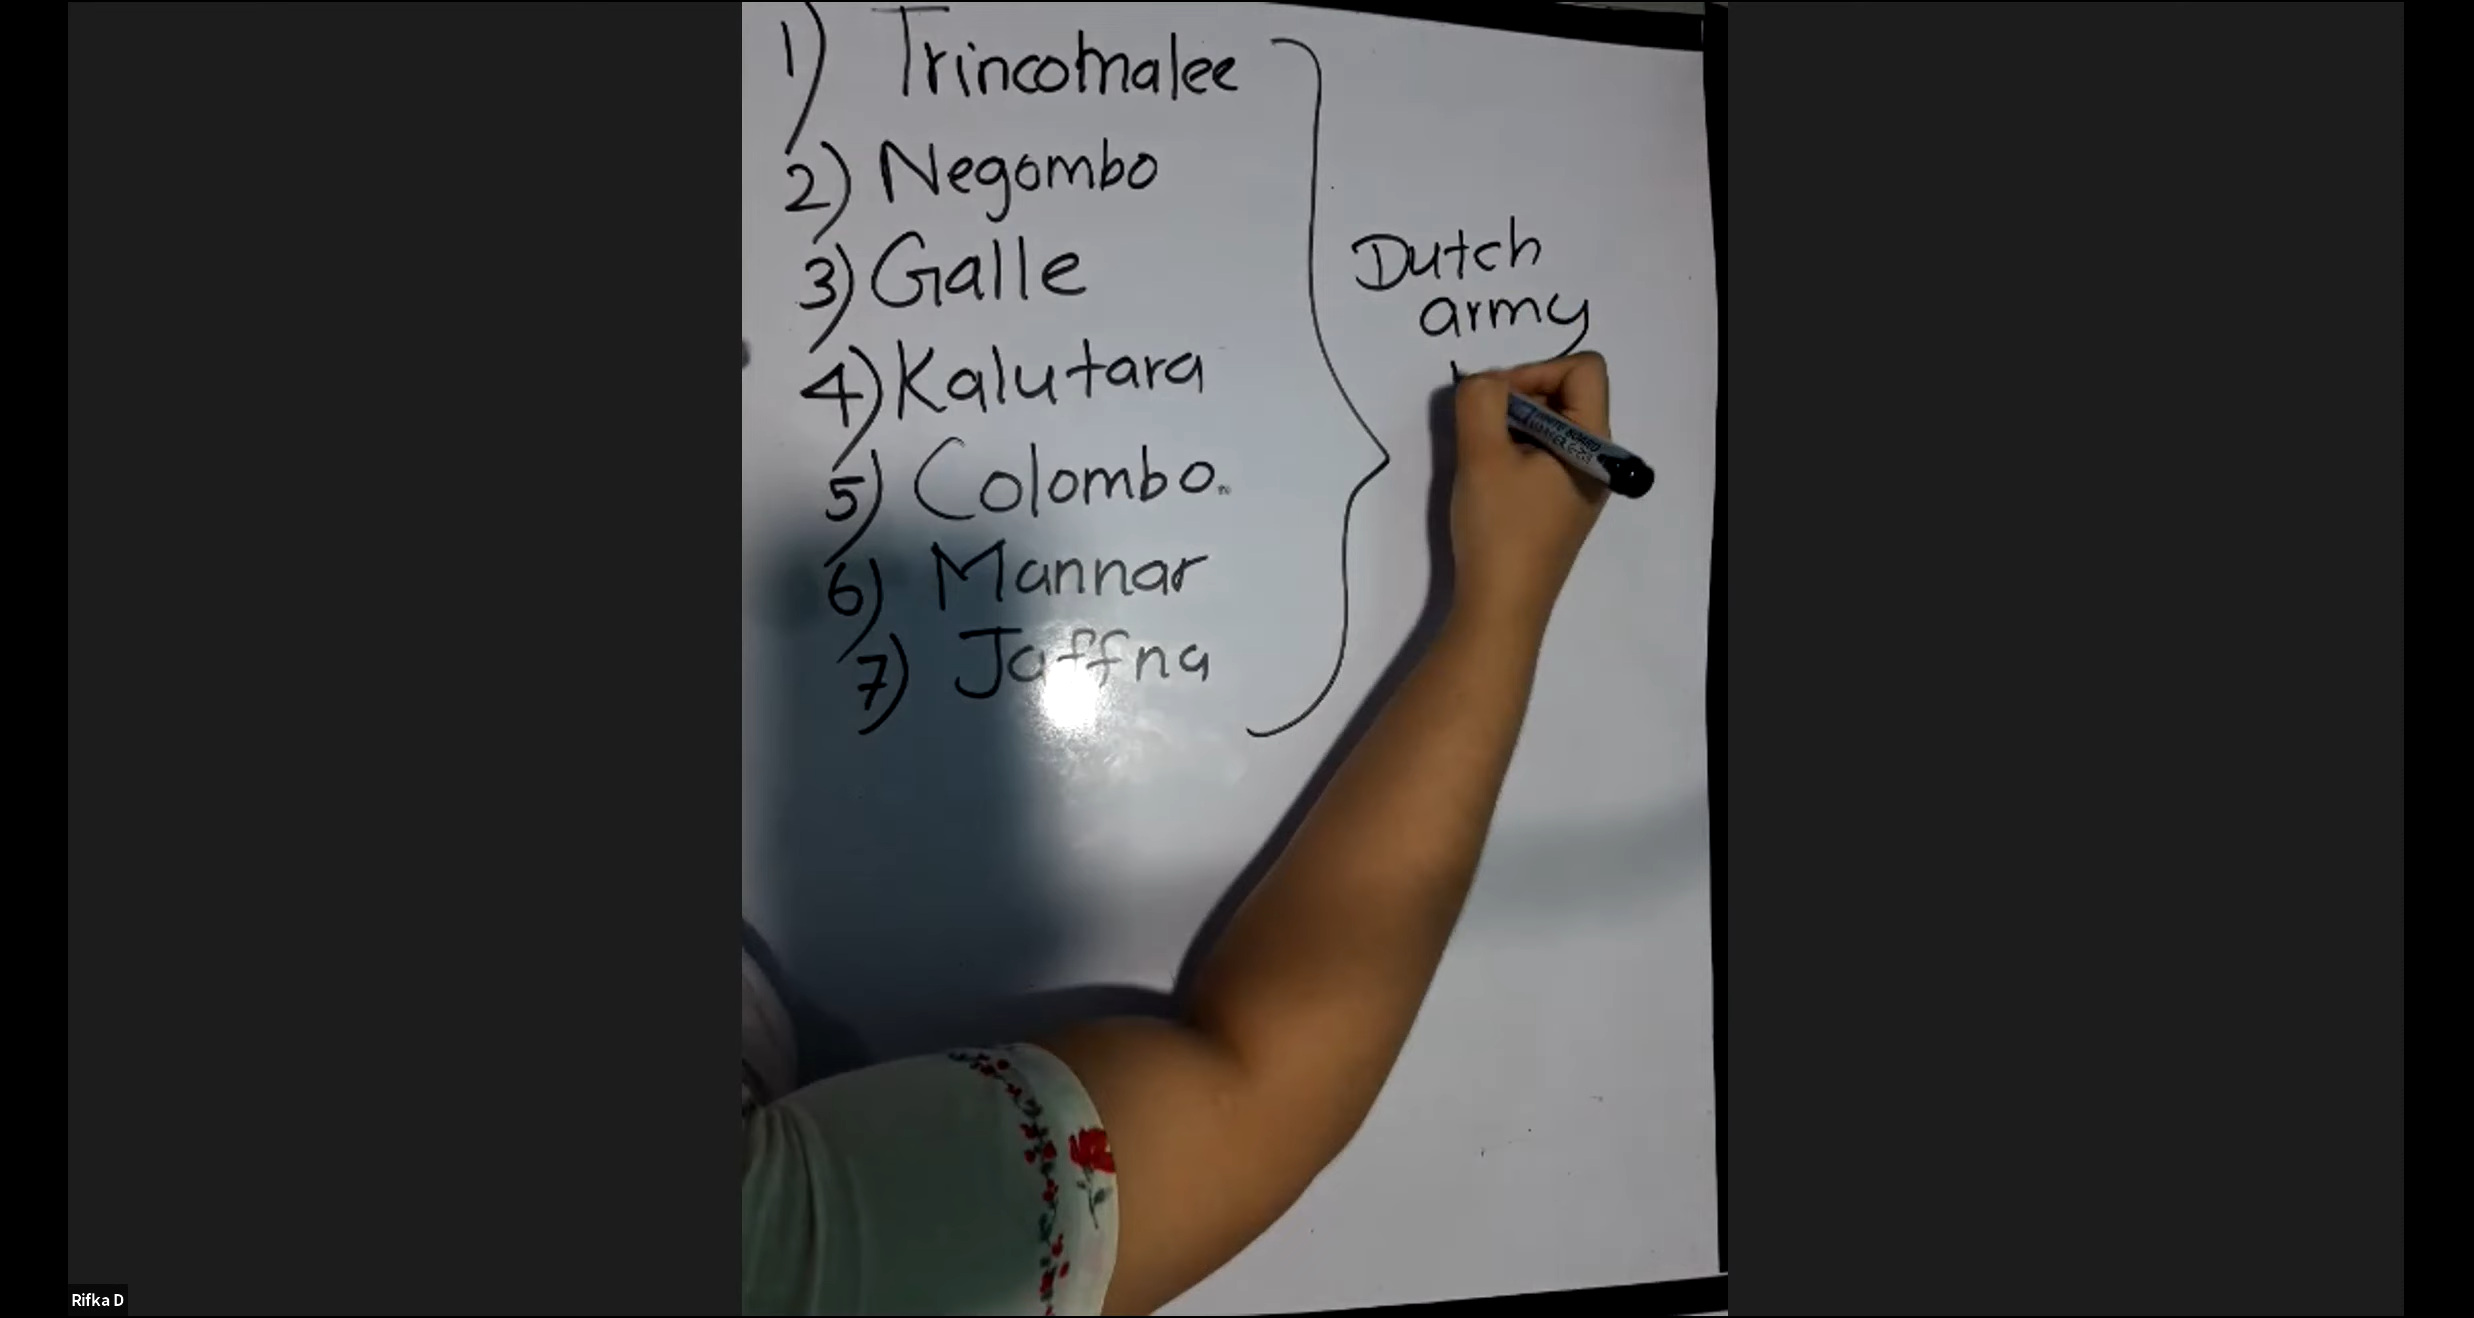 1) Trincomalee
2) Negombo
3) Galle
4) Kalutara
5) Colombo.
6) Mannar
7) Jaffna
Dutch
army
Rifka D